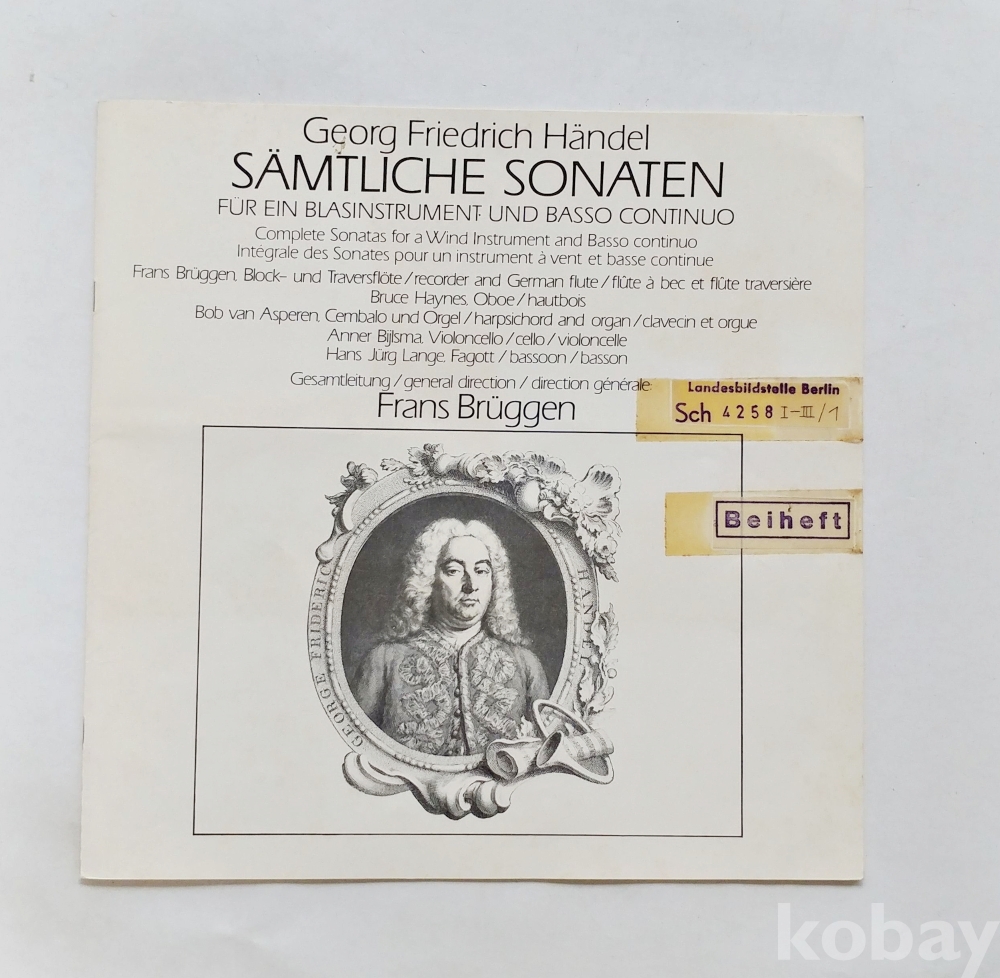 Georg Friedrich Händel
SÄMTLICHE SONATEN
FÜR EIN BLASINSTRUMENT UND BASSO CONTINUO
Complete Sonatas for a Wind Instrument and Basso continuo
Intégrale des Sonates pour un instrument à vent et basse continue
Frans Brüggen, Block- und Traversflöte/recorder and German flute/flûte à bec et flûte traversière
Bruce Haynes, Oboe/hautbois
Bob van Asperen, Cembalo und Orgel/harpsichord and organ/clavecin et orgue
Anner Bijlsma, Violoncello/cello/violoncelle
Hans Jürg Lange, Fagott/bassoon/basson
Gesamtleitung/general direction/direction générale:
Frans Brüggen
Landesbildstelle Berlin
Sch 4258 I-III/1
Beiheft
GEORGE FRIDERIC HANDEL
kobay